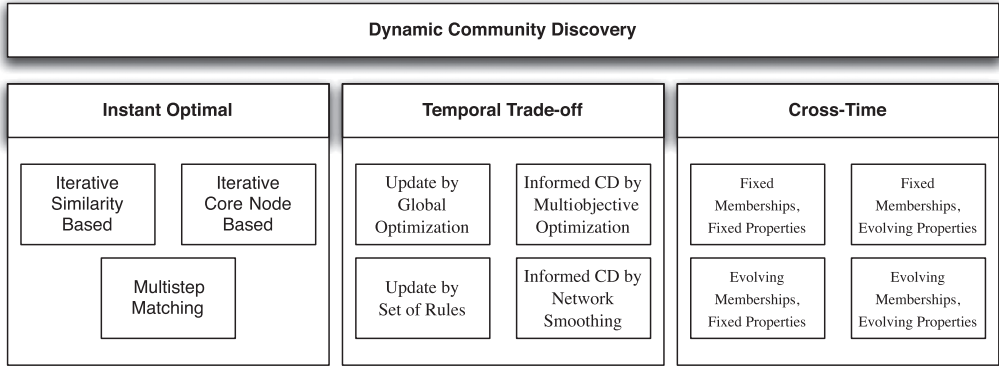 Dynamic Community Discovery
Instant Optimal
Iterative
Similarity
Based
Iterative
Core Node
Based
Multistep
Matching
Temporal Trade-off
Update by
Global
Optimization
Informed CD by
Multiobjective
Optimization
Update by
Set of Rules
Informed CD by
Network
Smoothing
Cross-Time
Fixed
Memberships,
Fixed Properties
Fixed
Memberships,
Evolving Properties
Evolving
Memberships,
Fixed Properties
Evolving
Memberships,
Evolving Properties